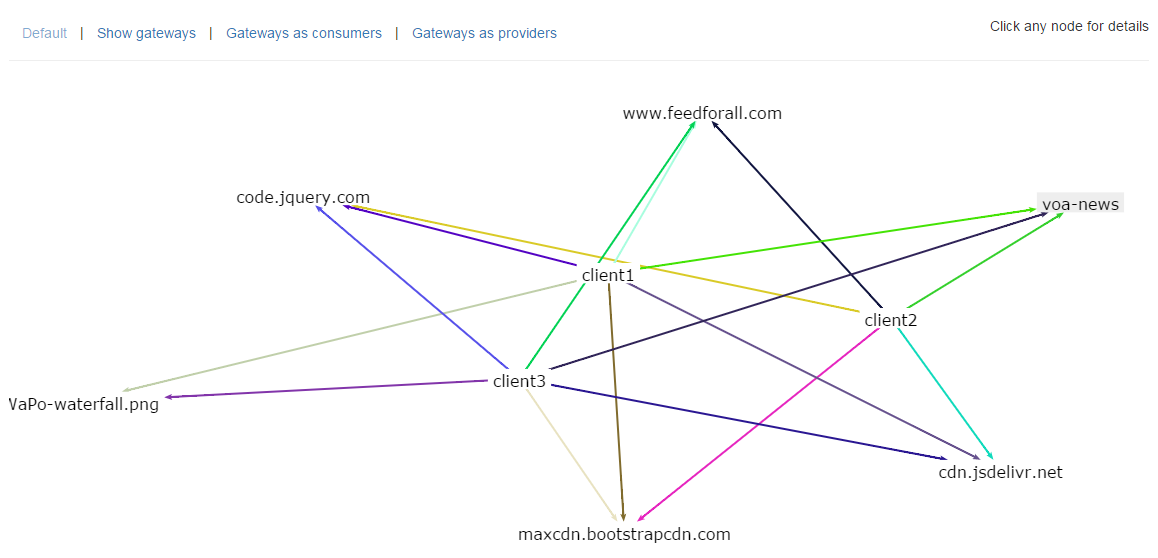 Default | Show gateways | Gateways as consumers | Gateways as providers
Click any node for details
www.feedforall.com
code.jquery.com
voa-news
client1
client2
client3
WaPo-waterfall.png
cdn.jsdelivr.net
maxcdn.bootstrapcdn.com